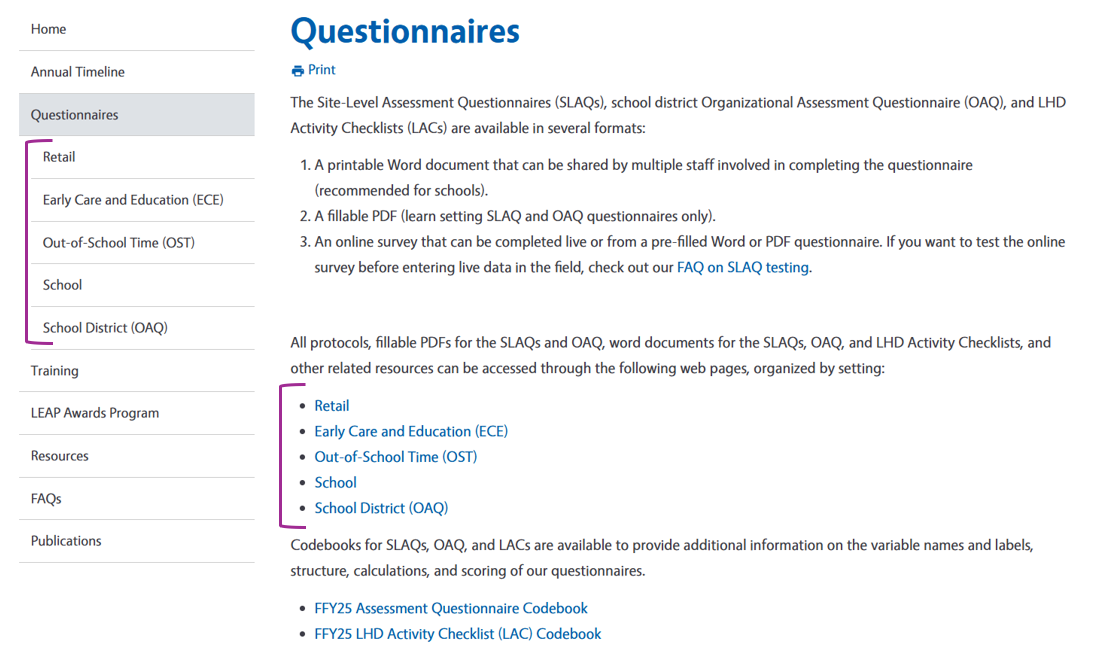 Home
Annual Timeline
Questionnaires
Retail
Early Care and Education (ECE)
Out-of-School Time (OST)
School
School District (OAQ)
Training
LEAP Awards Program
Resources
FAQs
Publications
Questionnaires
Print
The Site-Level Assessment Questionnaires (SLAQs), school district Organizational Assessment Questionnaire (OAQ), and LHD
Activity Checklists (LACs) are available in several formats:
1. A printable Word document that can be shared by multiple staff involved in completing the questionnaire
(recommended for schools).
2. A fillable PDF (learn setting SLAQ and OAQ questionnaires only).
3. An online survey that can be completed live or from a pre-filled Word or PDF questionnaire. If you want to test the online
survey before entering live data in the field, check out our FAQ on SLAQ testing.
All protocols, fillable PDFs for the SLAQs and OAQ, word documents for the SLAQs, OAQ, and LHD Activity Checklists, and
other related resources can be accessed through the following web pages, organized by setting:
• Retail
• Early Care and Education (ECE)
• Out-of-School Time (OST)
• School
• School District (OAQ)
Codebooks for SLAQs, OAQ, and LACs are available to provide additional information on the variable names and labels,
structure, calculations, and scoring of our questionnaires.
• FFY25 Assessment Questionnaire Codebook
• FFY25 LHD Activity Checklist (LAC) Codebook